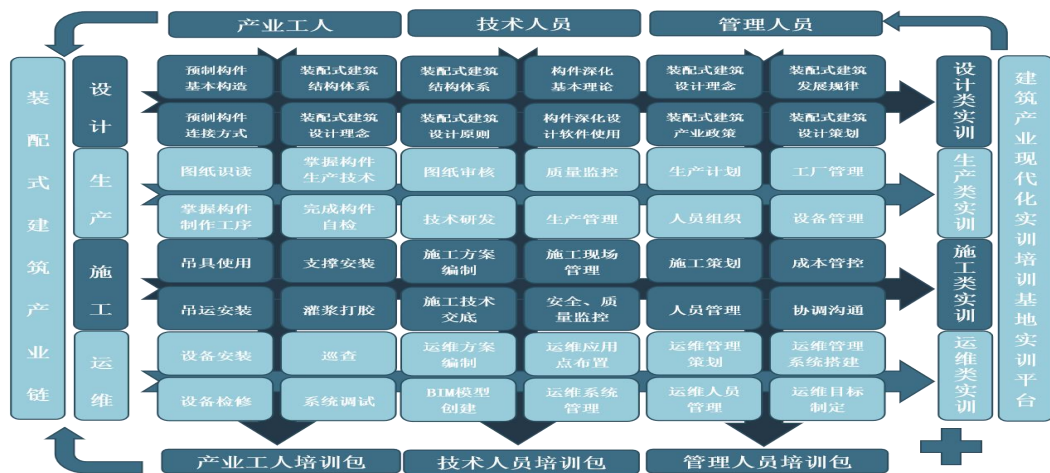 产业工人
技术人员
管理人员
装配式建筑产业链
设计
预制构件
基本构造
装配式建筑
结构体系
装配式建筑
结构体系
构件深化
基本理论
装配式建筑
设计理念
装配式建筑
发展规律
预制构件
连接方式
装配式建筑
设计理念
装配式建筑
设计原则
构件深化设
计软件使用
装配式建筑
产业政策
装配式建筑
设计策划
设计类实训
生产
图纸识读
掌握构件
生产技术
图纸审核
质量监控
生产计划
工厂管理
掌握构件
制作工序
完成构件
自检
技术研发
生产管理
人员组织
设备管理
生产类实训
施工
吊具使用
支撑安装
施工方案
编制
施工现场
管理
施工策划
成本管控
吊运安装
灌浆打胶
施工技术
交底
安全、质
量监控
人员管理
协调沟通
施工类实训
运维
设备安装
巡查
运维方案
编制
运维应用
点布置
运维管理
策划
运维管理
系统搭建
设备检修
系统调试
BIM模型
创建
运维系统
管理
运维人员
管理
运维目标
制定
运维类实训
建筑产业现代化实训培训基地实训平台
产业工人培训包
技术人员培训包
管理人员培训包